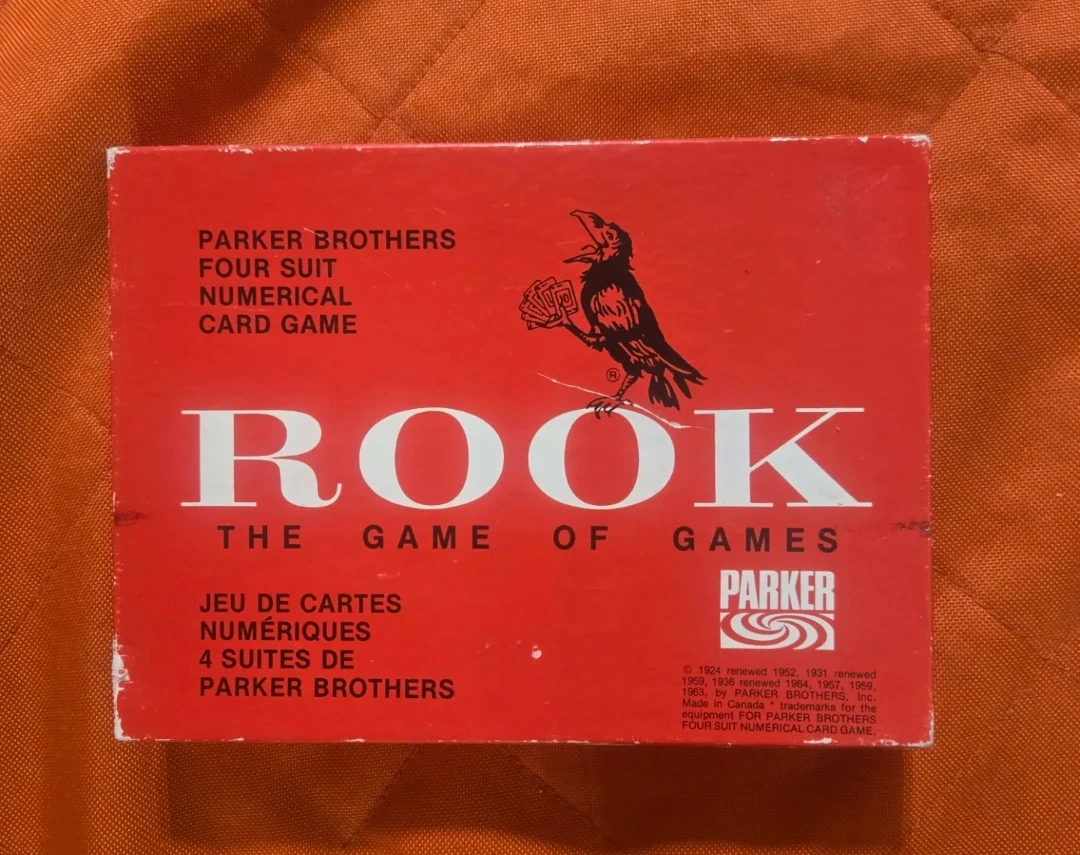 PARKER BROTHERS
FOUR SUIT
NUMERICAL
CARD GAME
®
ROOK
THE GAME OF GAMES
JEU DE CARTES
NUMÉRIQUES
4 SUITES DE
PARKER BROTHERS
PARKER
© 1924 renewed 1952, 1931 renewed
1959, 1936 renewed 1964, 1957, 1959,
1963, by PARKER BROTHERS, Inc.
Made in Canada * trademarks for the
equipment FOR PARKER BROTHERS
FOUR SUIT NUMERICAL CARD GAME.